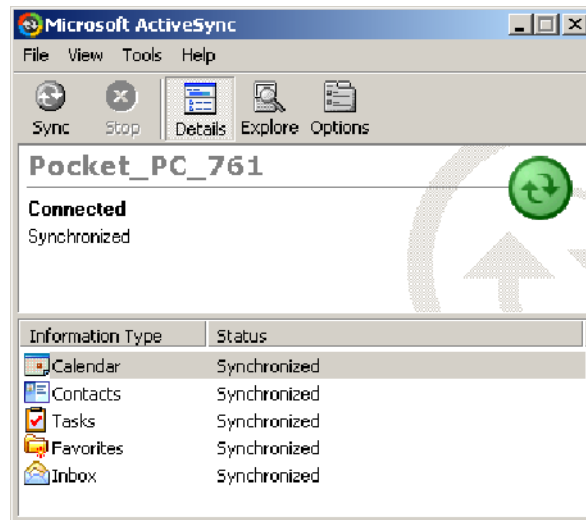 Microsoft ActiveSync
File View Tools Help
Sync Stop Details Explore Options
Pocket_PC_761
Connected
Synchronized
Information Type Status
Calendar Synchronized
Contacts Synchronized
Tasks Synchronized
Favorites Synchronized
Inbox Synchronized